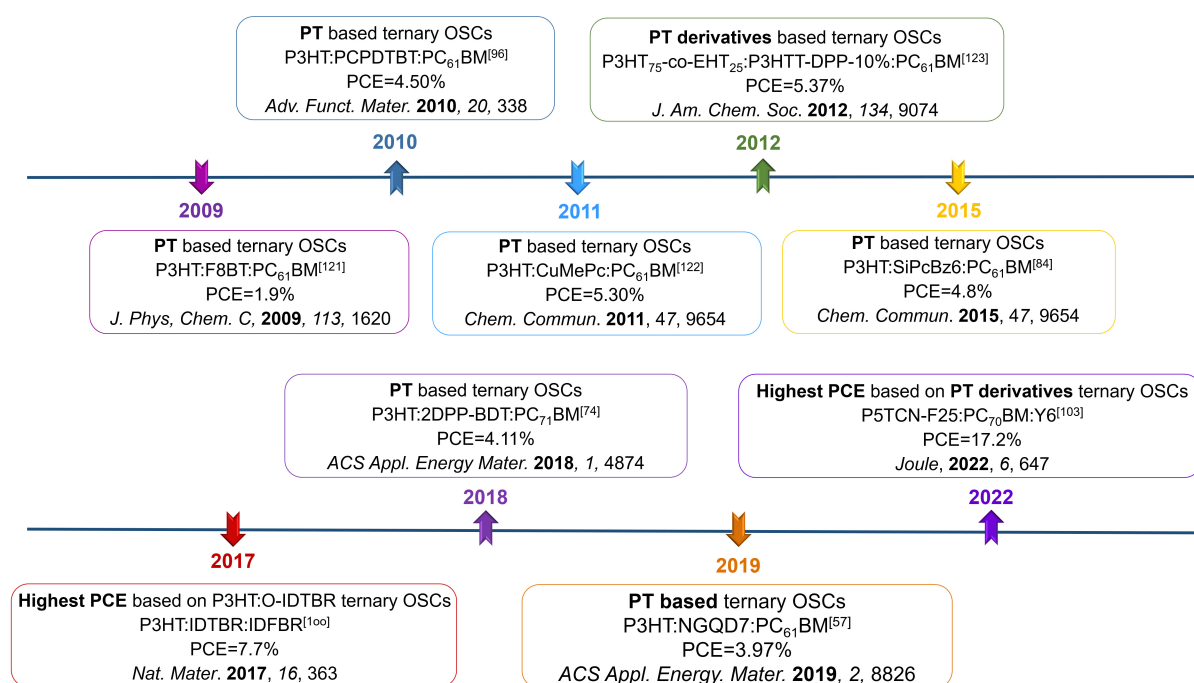 PT based ternary OSCs
P3HT:PCPDTBT:PC₆₁BM[96]
PCE=4.50%
Adv. Funct. Mater. 2010, 20, 338
PT derivatives based ternary OSCs
P3HT₇₅-co-EHT₂₅:P3HTT-DPP-10%:PC₆₁BM[123]
PCE=5.37%
J. Am. Chem. Soc. 2012, 134, 9074
2010
2012
2009
2011
2015
PT based ternary OSCs
P3HT:F8BT:PC₆₁BM[121]
PCE=1.9%
J. Phys, Chem. C, 2009, 113, 1620
PT based ternary OSCs
P3HT:CuMePc:PC₆₁BM[122]
PCE=5.30%
Chem. Commun. 2011, 47, 9654
PT based ternary OSCs
P3HT:SiPcBz6:PC₆₁BM[84]
PCE=4.8%
Chem. Commun. 2015, 47, 9654
PT based ternary OSCs
P3HT:2DPP-BDT:PC₇₁BM[74]
PCE=4.11%
ACS Appl. Energy Mater. 2018, 1, 4874
Highest PCE based on PT derivatives ternary OSCs
P5TCN-F25:PC₇₀BM:Y6[103]
PCE=17.2%
Joule, 2022, 6, 647
2018
2022
2017
2019
Highest PCE based on P3HT:O-IDTBR ternary OSCs
P3HT:IDTBR:IDFBR[1oo]
PCE=7.7%
Nat. Mater. 2017, 16, 363
PT based ternary OSCs
P3HT:NGQD7:PC₆₁BM[57]
PCE=3.97%
ACS Appl. Energy. Mater. 2019, 2, 8826